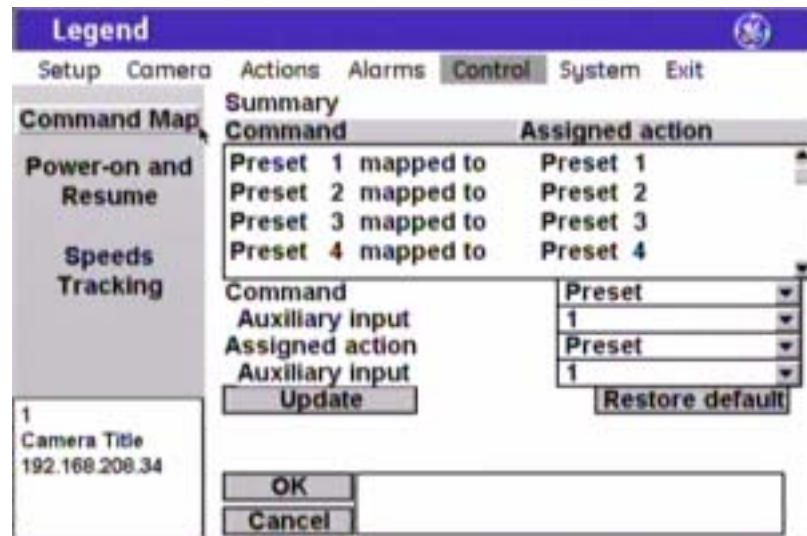 Legend
Setup Camera Actions Alarms Control System Exit
Command Map
Power-on and
Resume
Speeds
Tracking
Summary
Command Assigned action
Preset 1 mapped to Preset 1
Preset 2 mapped to Preset 2
Preset 3 mapped to Preset 3
Preset 4 mapped to Preset 4
Command Preset
Auxiliary input 1
Assigned action Preset
Auxiliary input 1
Update Restore default
1
Camera Title
192.168.208.34
OK
Cancel